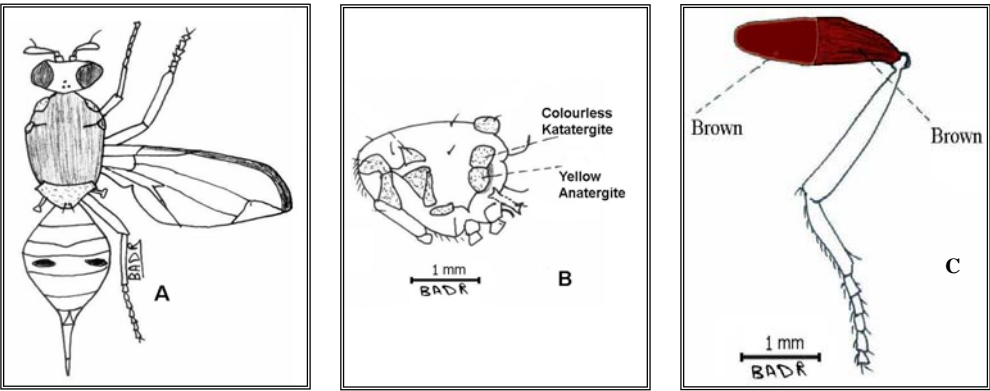 BADR
A
Colourless
Katatergite
Yellow
Anatergite
1 mm
BADR
B
Brown
Brown
C
1 mm
BADR